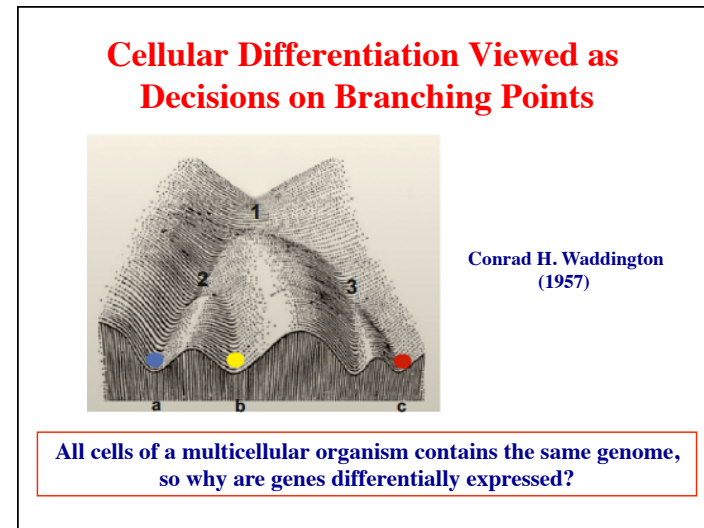 Cellular Differentiation Viewed as
Decisions on Branching Points
1
2
3
Conrad H. Waddington
(1957)
a
b
c
All cells of a multicellular organism contains the same genome,
so why are genes differentially expressed?